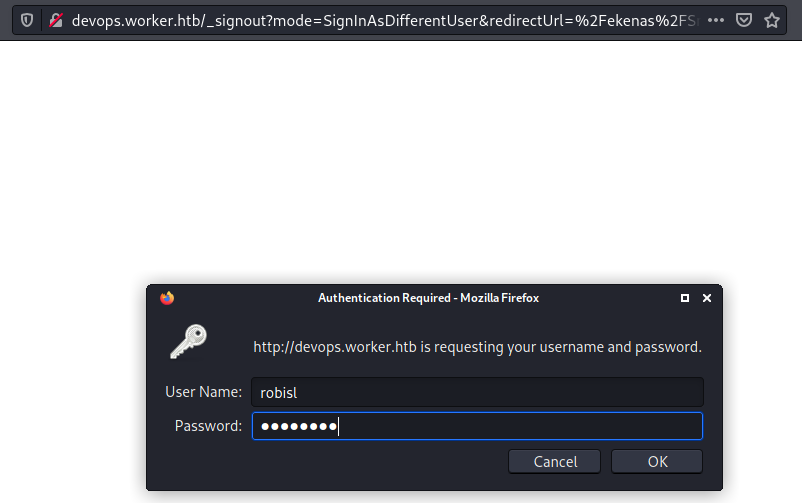 devops.worker.htb/_signout?mode=SignInAsDifferentUser&redirectUrl=%2Fekenas%2FS
Authentication Required - Mozilla Firefox
http://devops.worker.htb is requesting your username and password.
User Name: robisl
Password: ●●●●●●●●
Cancel OK